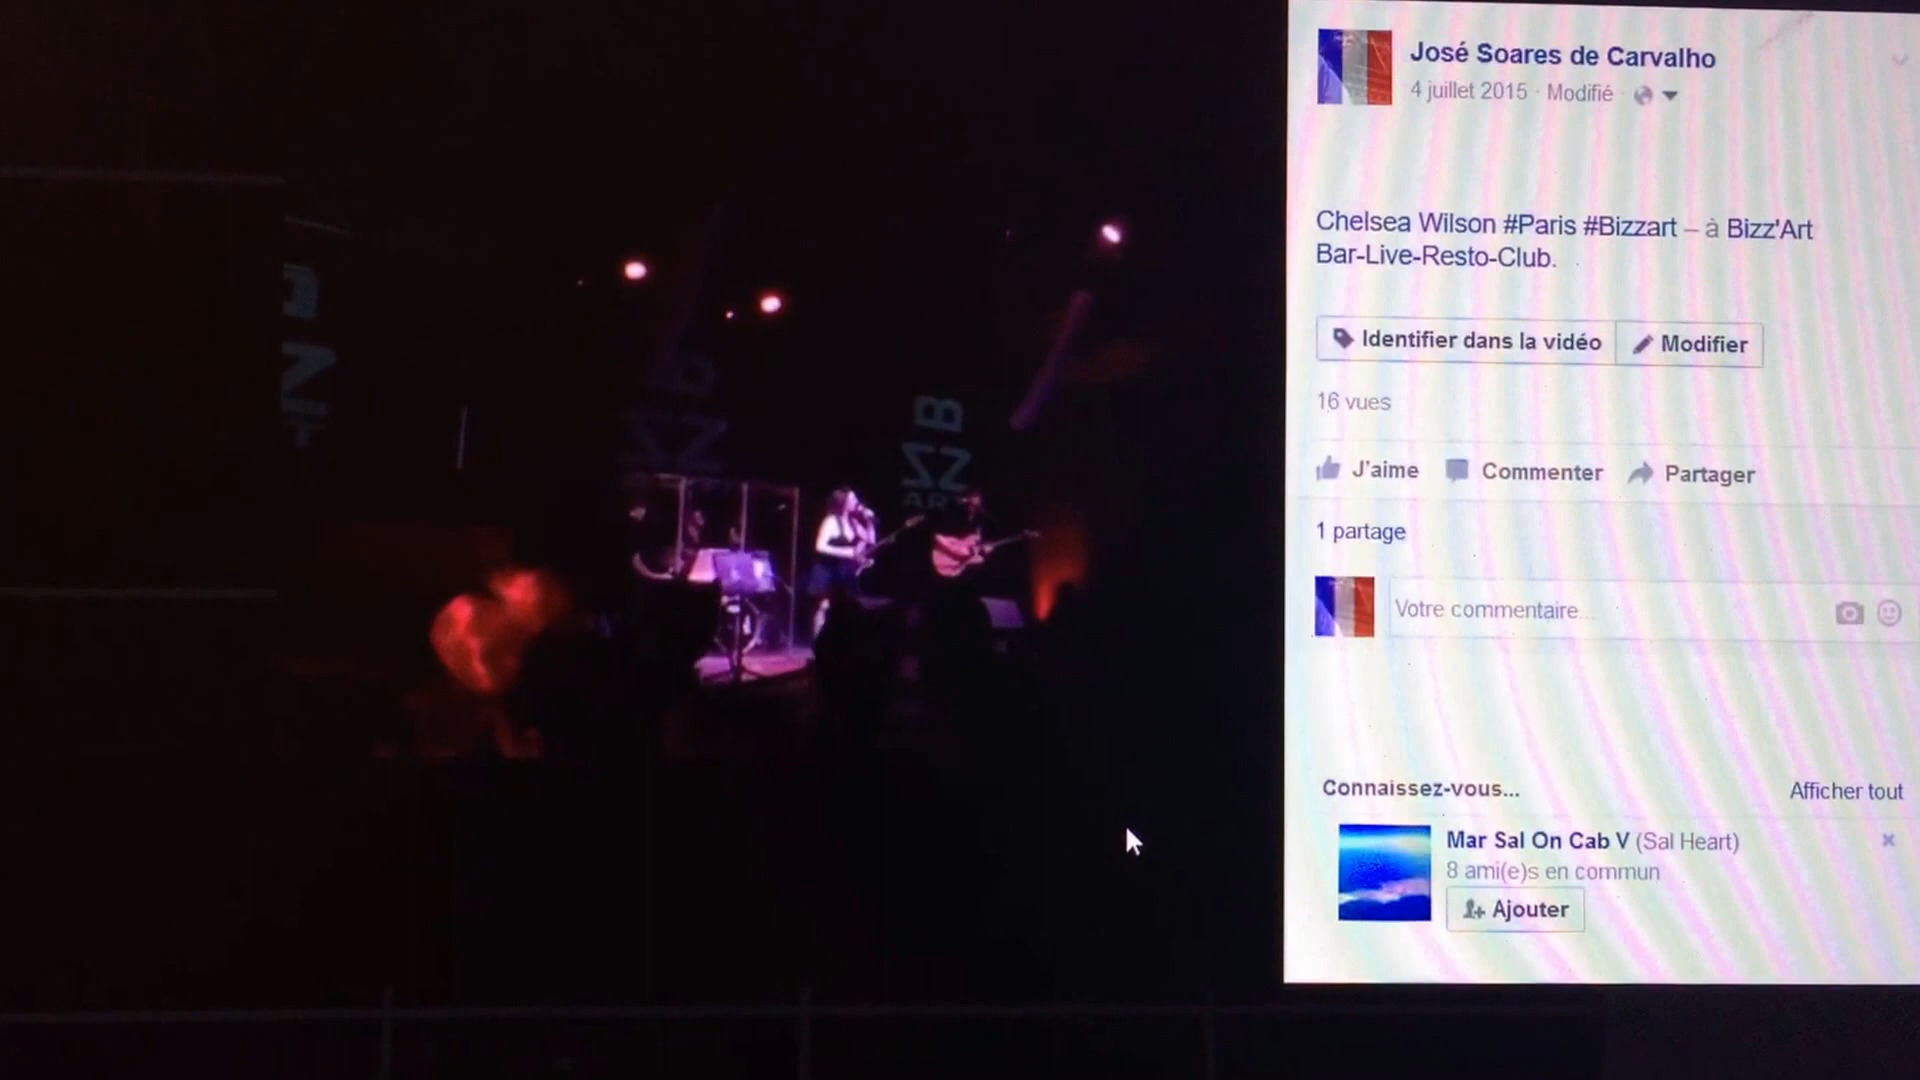 José Soares de Carvalho
4 juillet 2015 · Modifié
Chelsea Wilson #Paris #Bizzart – à Bizz'Art
Bar-Live-Resto-Club.
Identifier dans la vidéo
Modifier
16 vues
J'aime Commenter Partager
1 partage
Votre commentaire...
Connaissez-vous...
Afficher tout
Mar Sal On Cab V (Sal Heart)
8 ami(e)s en commun
Ajouter
B
ZZ
ART